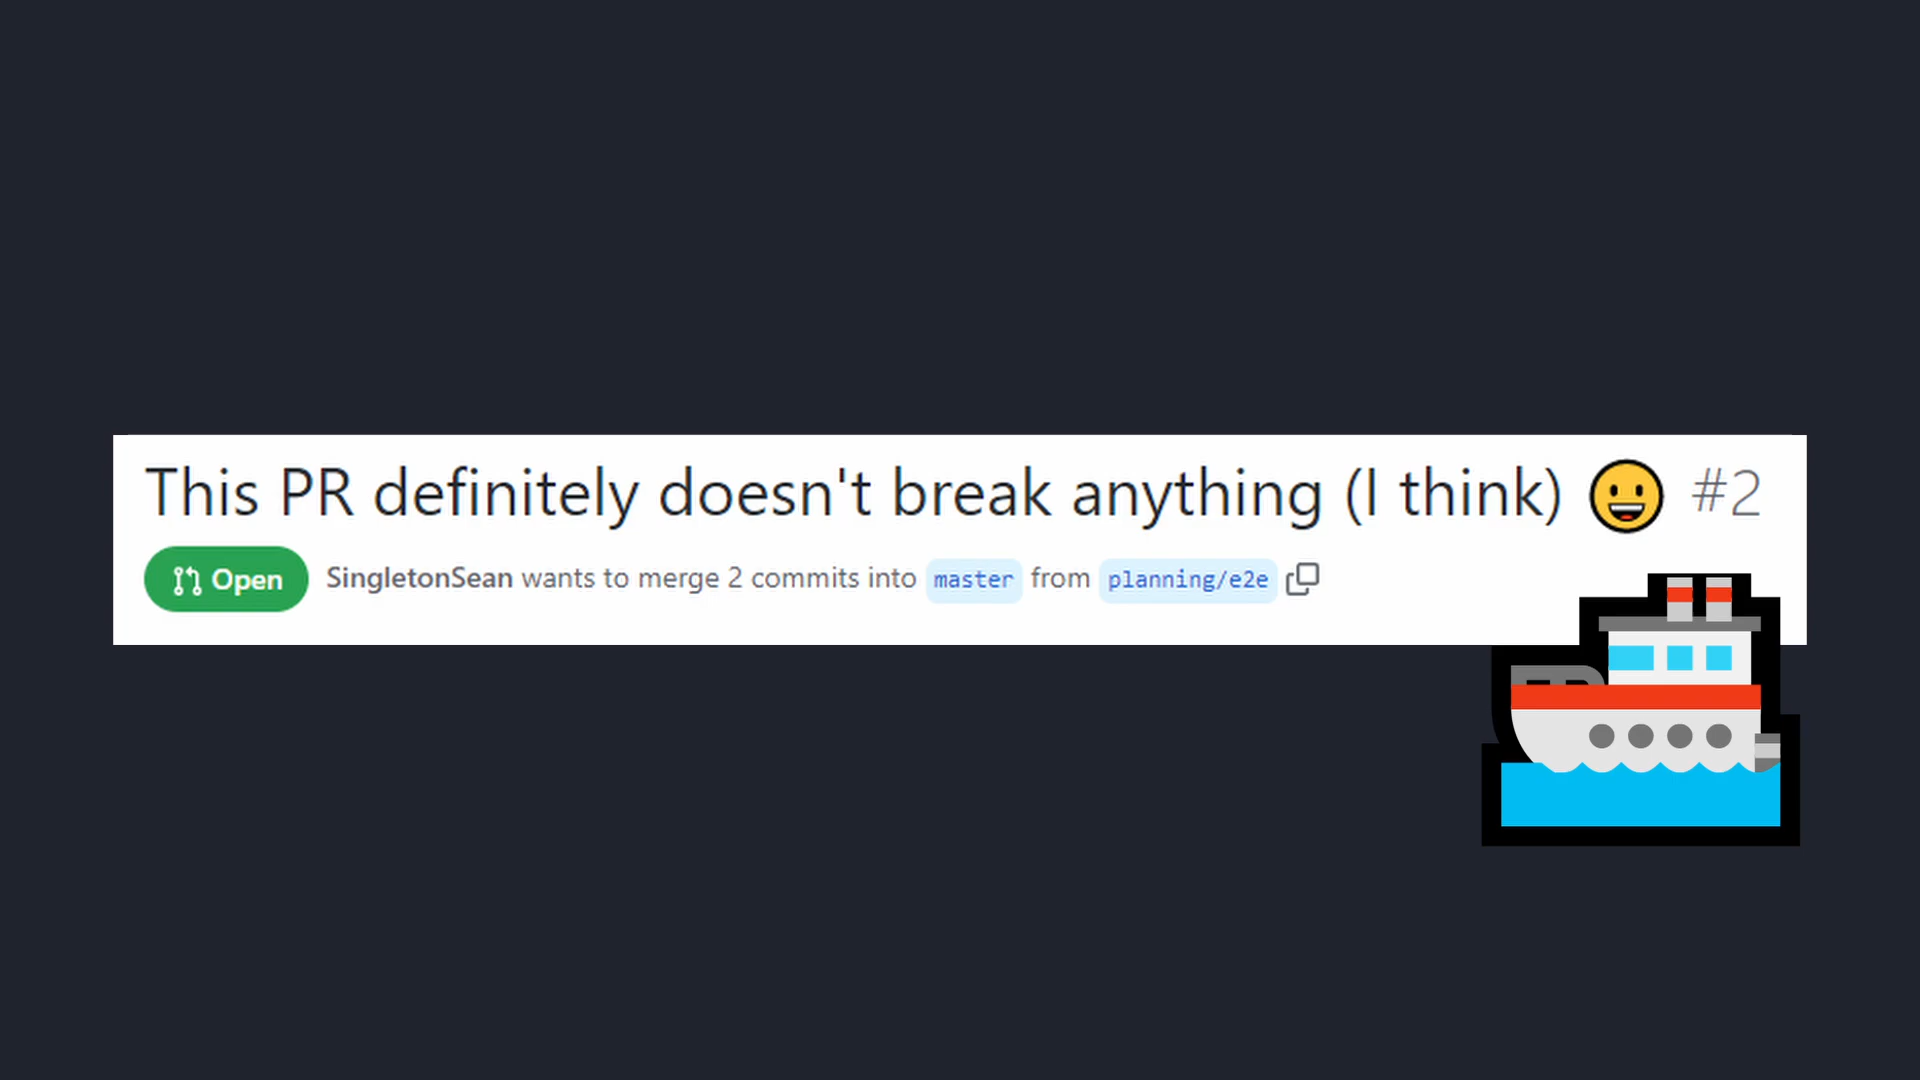 This PR definitely doesn't break anything (I think) 😀 #2
Open SingletonSean wants to merge 2 commits into master from planning/e2e